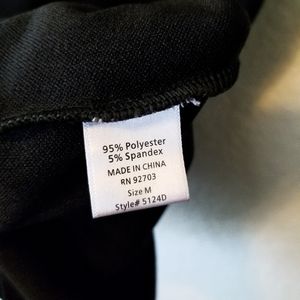 95% Polyester
5% Spandex
MADE IN CHINA
RN 92703
Size M
Style# 5124D